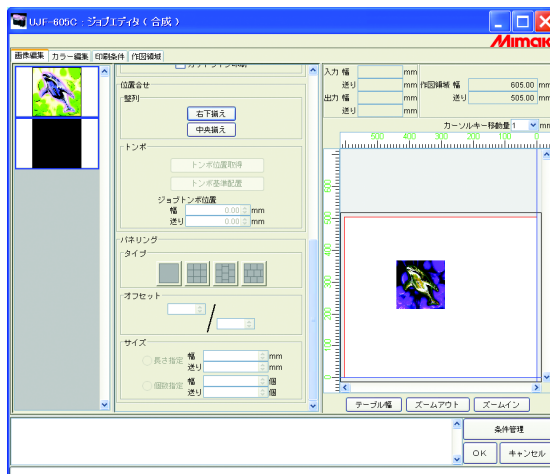 UJF-605C : ジョブエディタ ( 合成 )
Mimaki
画像編集 カラー編集 印刷条件 作図領域
位置合せ
整列
右下揃え
中央揃え
トンボ
トンボ位置取得
トンボ基準配置
ジョブトンボ位置
幅 0.00 mm
送り 0.00 mm
パネリング
タイプ
オフセット
サイズ
長さ指定 幅 mm
送り mm
個数指定 幅 個
送り 個
入力 幅 mm
送り mm
出力 幅 mm
送り mm
作図領域 幅 605.00 mm
送り 505.00 mm
カーソルキー移動量 1 mm
500 400 300 200 100 0
500
400
300
200
100
0
テーブル幅 ズームアウト ズームイン
条件管理
OK キャンセル